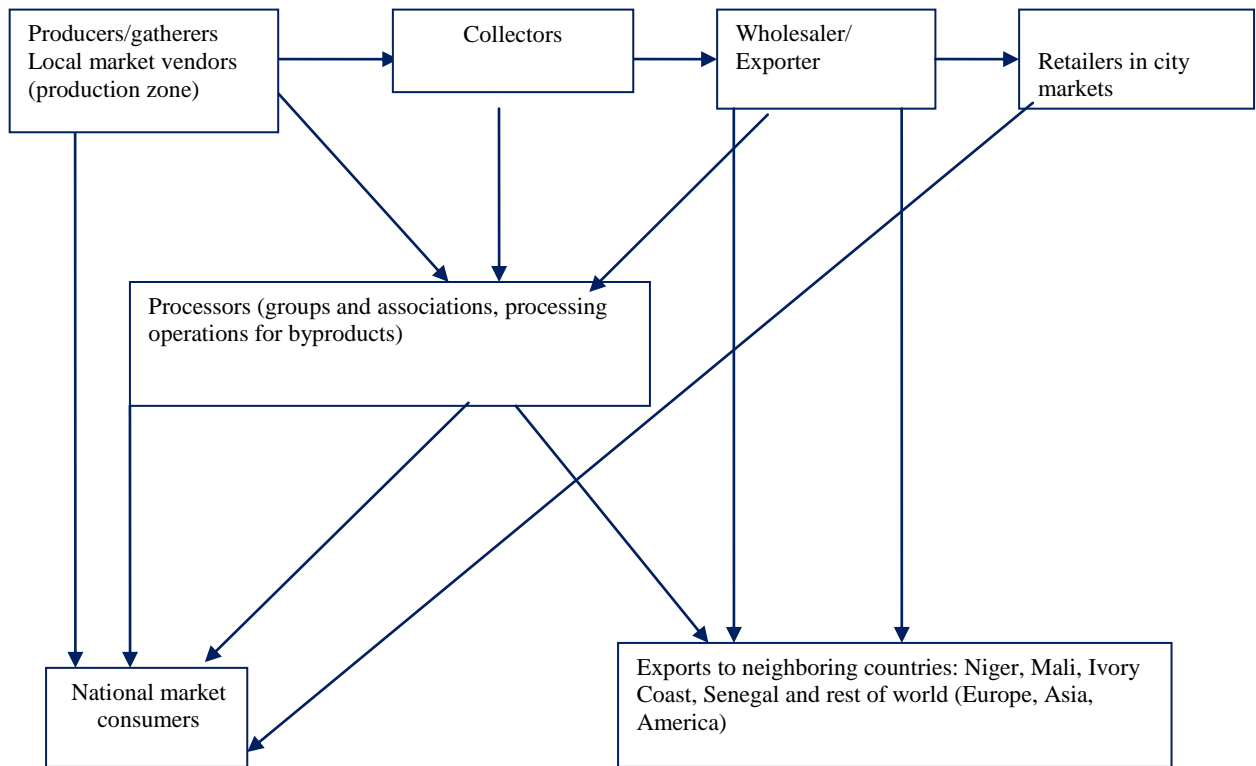 Producers/gatherers
Local market vendors
(production zone)
Collectors
Wholesaler/
Exporter
Retailers in city
markets
Processors (groups and associations, processing
operations for byproducts)
National market
consumers
Exports to neighboring countries: Niger, Mali, Ivory
Coast, Senegal and rest of world (Europe, Asia,
America)